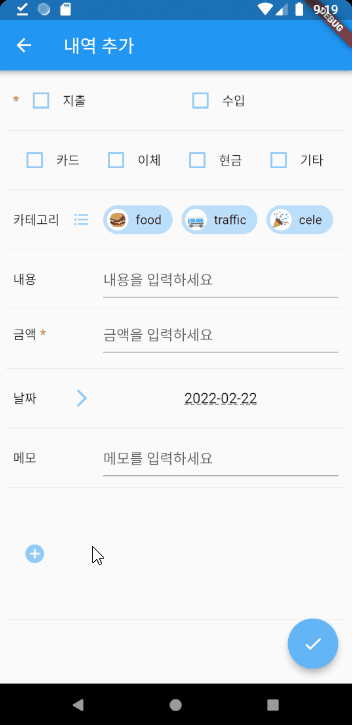 9:19
DEBUG
내역 추가
* 지출 수입
카드 이체 현금 기타
카테고리 food traffic cele
내용 내용을 입력하세요
금액 * 금액을 입력하세요
날짜 2022-02-22
메모 메모를 입력하세요